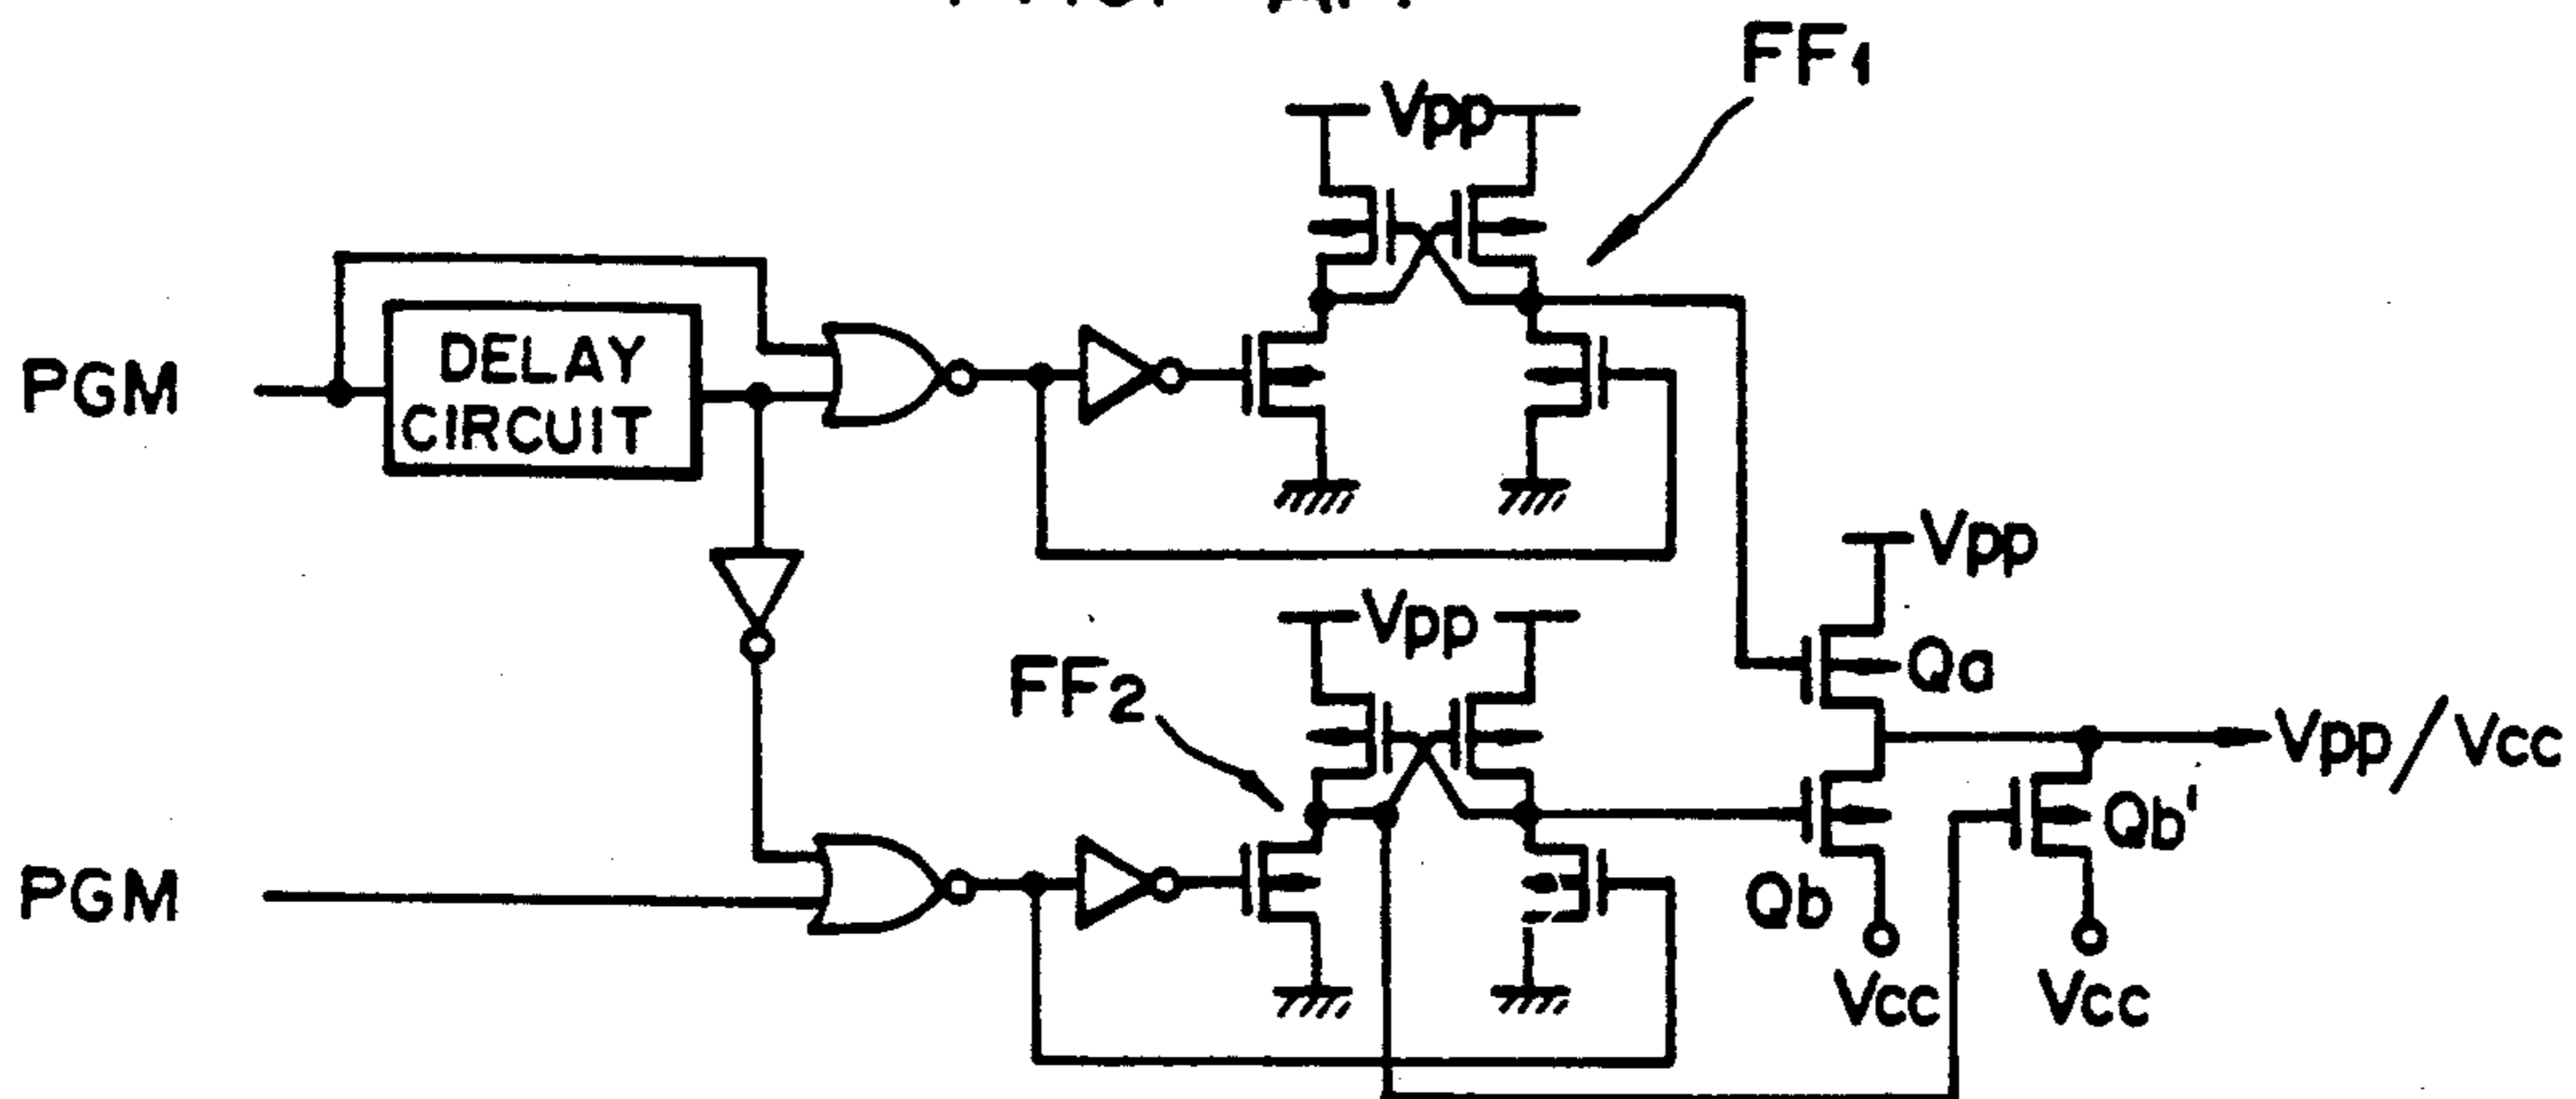 FF1
Vpp
PGM
DELAY
CIRCUIT
Vpp
Vpp
FF2
Qa
Vpp/Vcc
Qb'
PGM
Qb
Vcc
Vcc